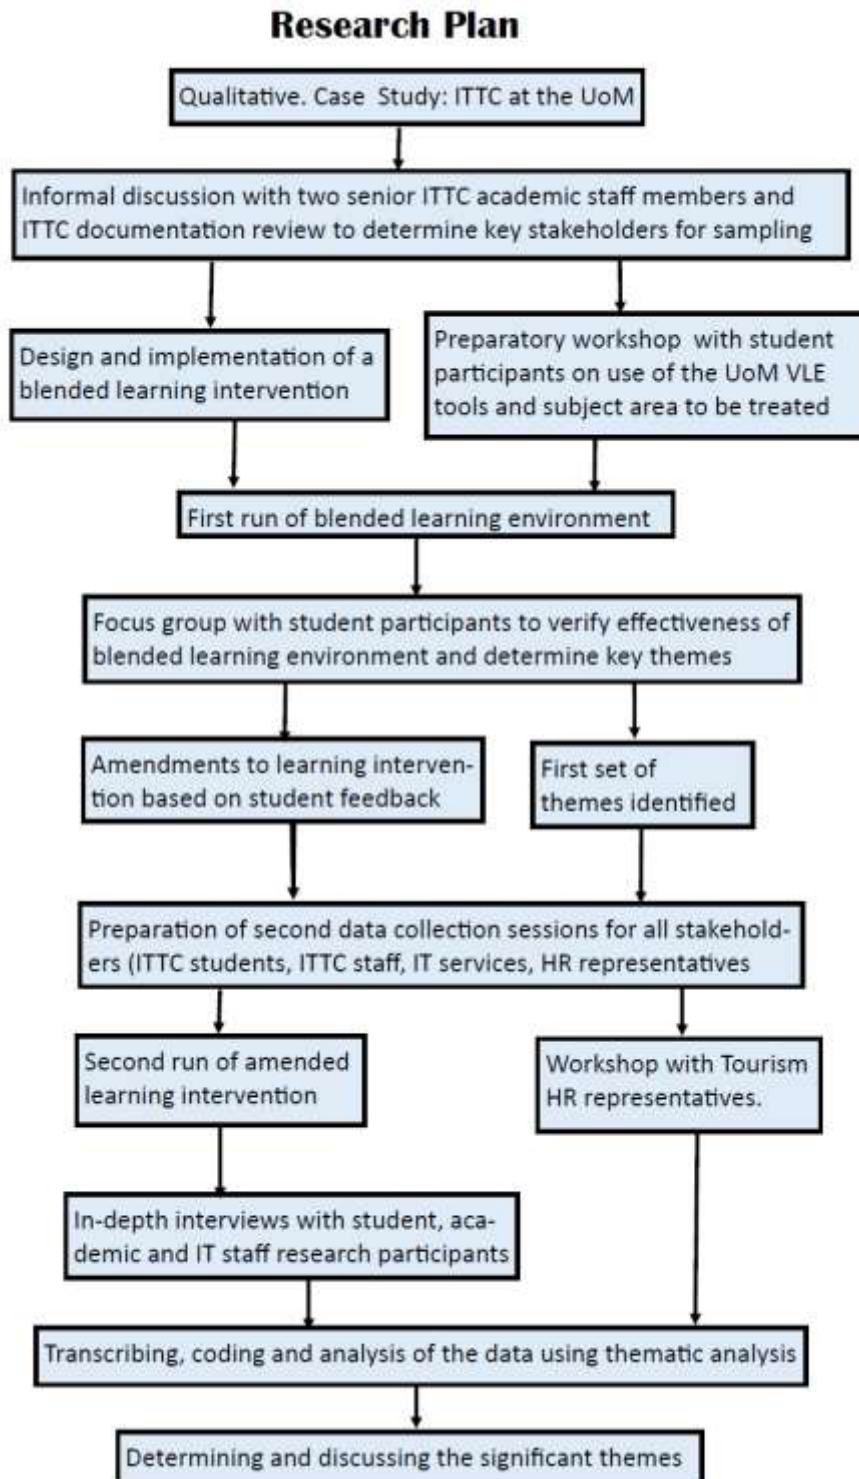 Research Plan
Qualitative. Case Study: ITTC at the UoM
Informal discussion with two senior ITTC academic staff members and
ITTC documentation review to determine key stakeholders for sampling
Design and implementation of a
blended learning intervention
Preparatory workshop with student
participants on use of the UoM VLE
tools and subject area to be treated
First run of blended learning environment
Focus group with student participants to verify effectiveness of
blended learning environment and determine key themes
Amendments to learning interven-
tion based on student feedback
First set of
themes identified
Preparation of second data collection sessions for all stakehold-
ers (ITTC students, ITTC staff, IT services, HR representatives
Second run of amended
learning intervention
Workshop with Tourism
HR representatives.
In-depth interviews with student, aca-
demic and IT staff research participants
Transcribing, coding and analysis of the data using thematic analysis
Determining and discussing the significant themes